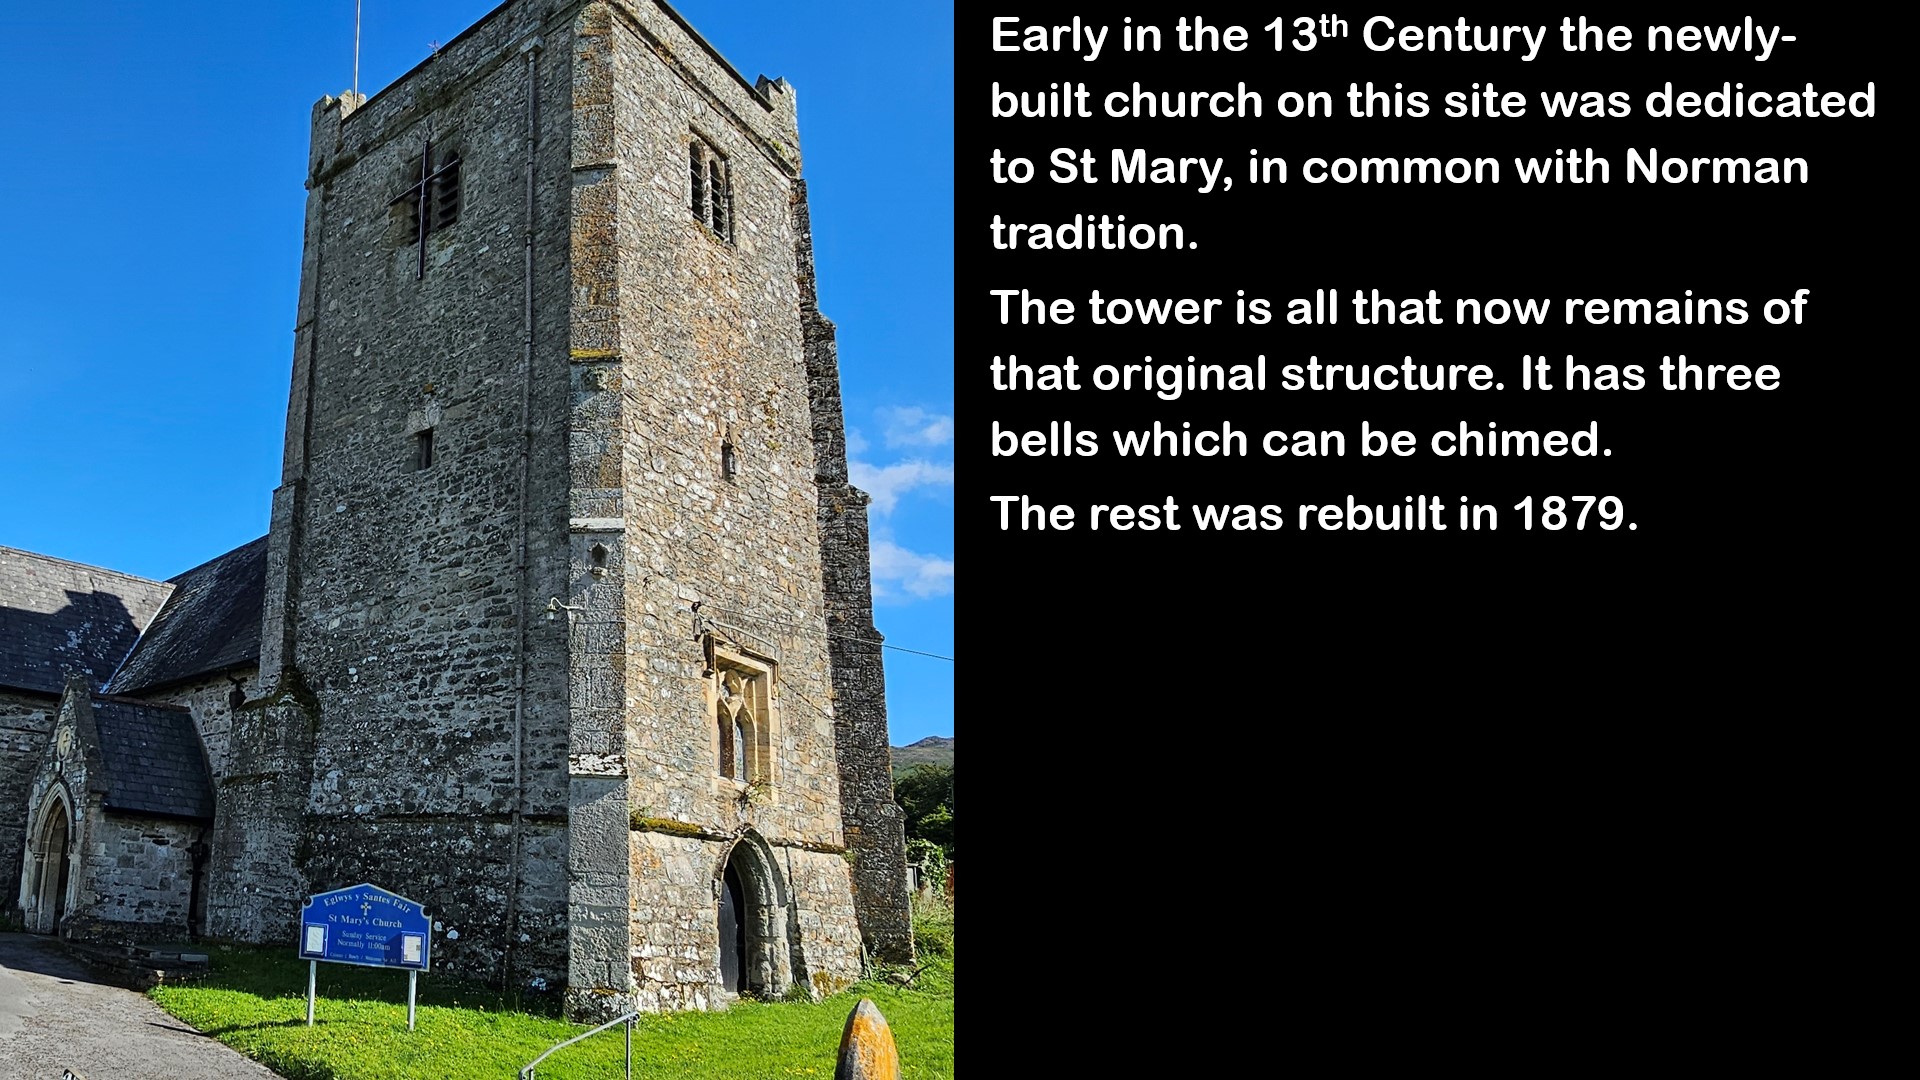 Early in the 13th Century the newly-
built church on this site was dedicated
to St Mary, in common with Norman
tradition.
The tower is all that now remains of
that original structure. It has three
bells which can be chimed.
The rest was rebuilt in 1879.
Eglwys y Santes Fair
St Mary's Church
Sunday Service
Normally 11:00am